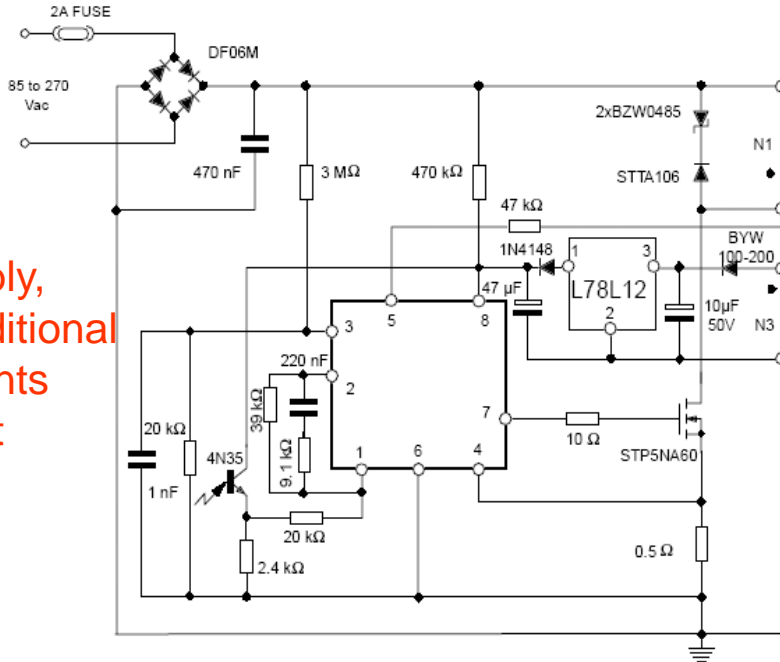 2A FUSE
DF06M
85 to 270
Vac
2xBZW0485
N1
470 nF
3 MΩ
470 kΩ
STTA106
47 kΩ
BYW
100-200
1N4148
1
3
L78L12
2
47 µF
10µF
50V
N3
3
5
8
220 nF
2
39 kΩ
9.1 kΩ
7
10 Ω
STP5NA60
20 kΩ
4N35
1
6
4
1 nF
20 kΩ
2.4 kΩ
0.5 Ω